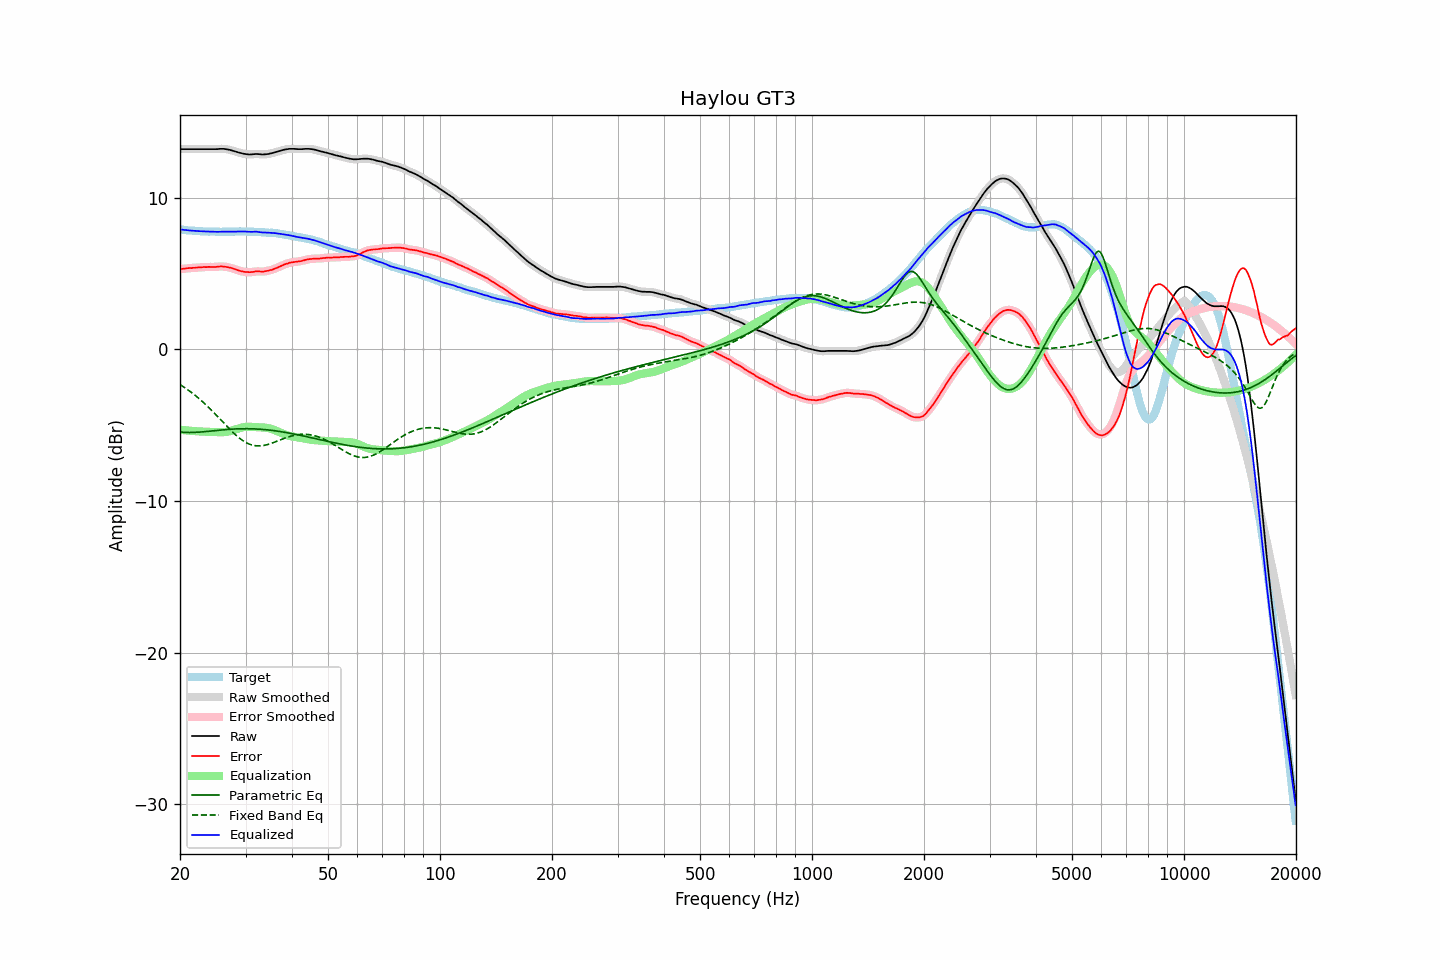 Haylou GT3
Amplitude (dBr)
10
0
−10
−20
−30
Target
Raw Smoothed
Error Smoothed
Raw
Error
Equalization
Parametric Eq
Fixed Band Eq
Equalized
20 50 100 200 500 1000 2000 5000 10000 20000
Frequency (Hz)